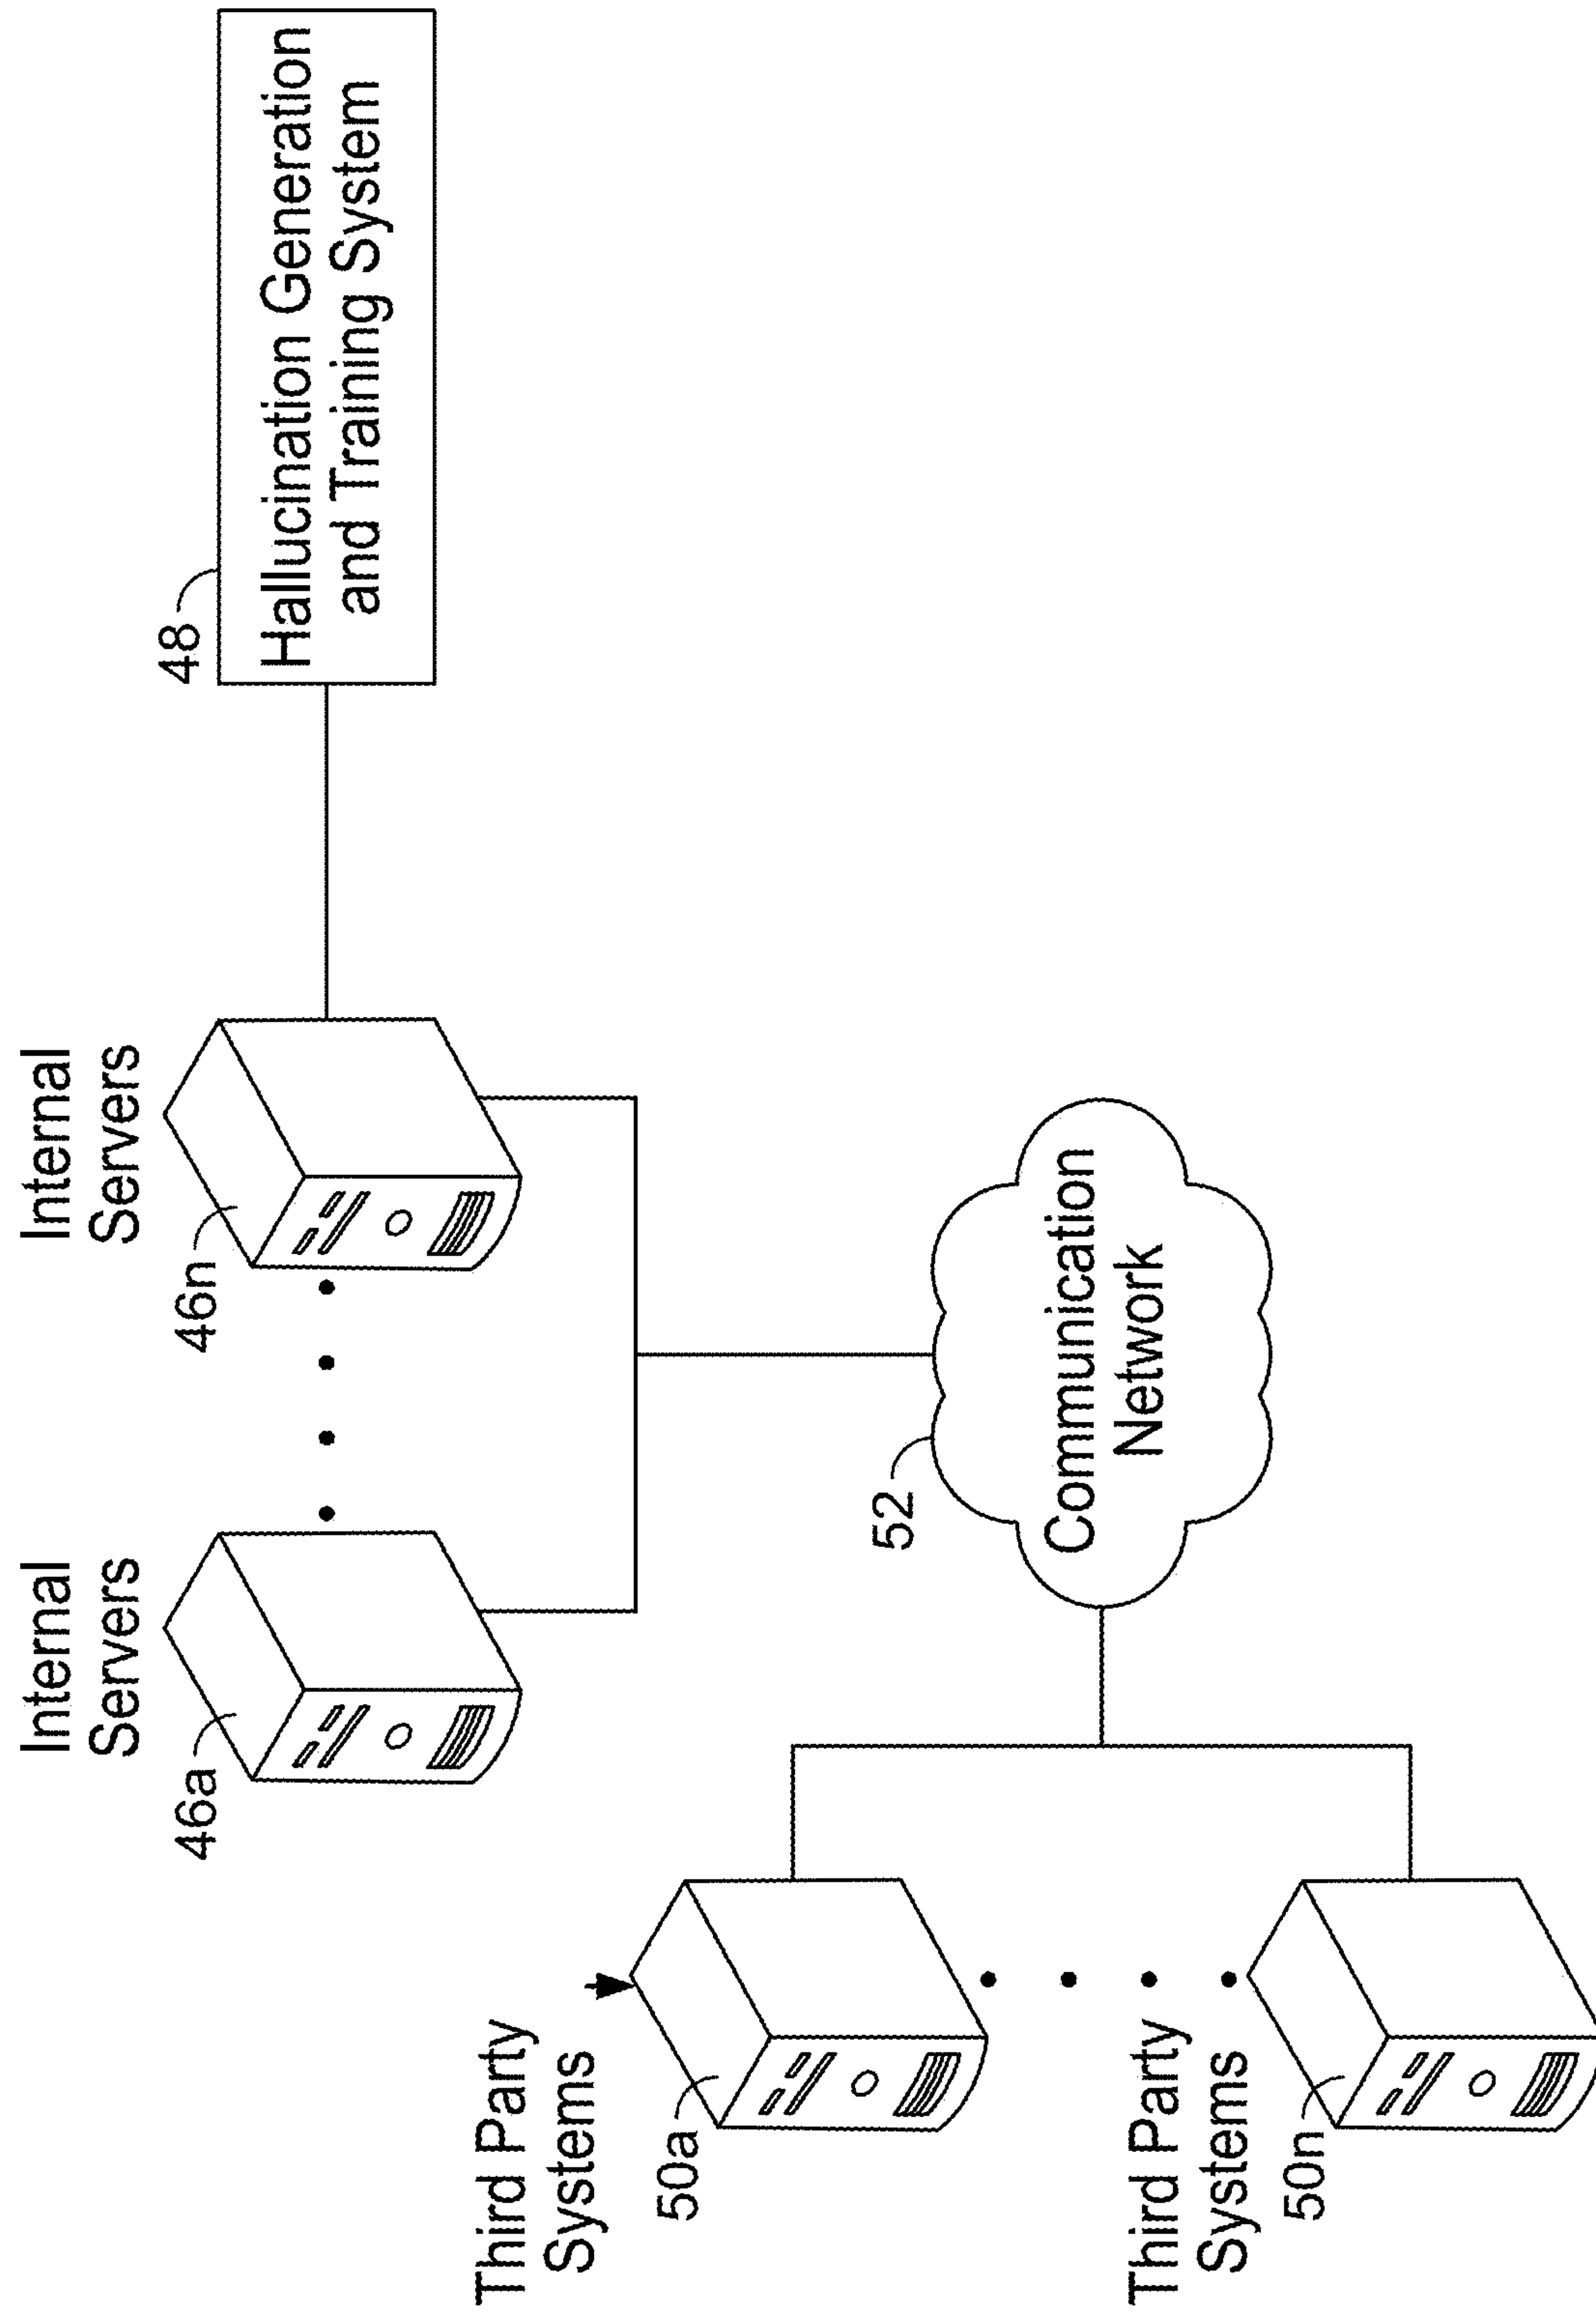 Internal
Servers
46a
Internal
Servers
46n
48
Hallucination Generation
and Training System
Third Party
Systems
50a
52
Communication
Network
Third Party
Systems
50n